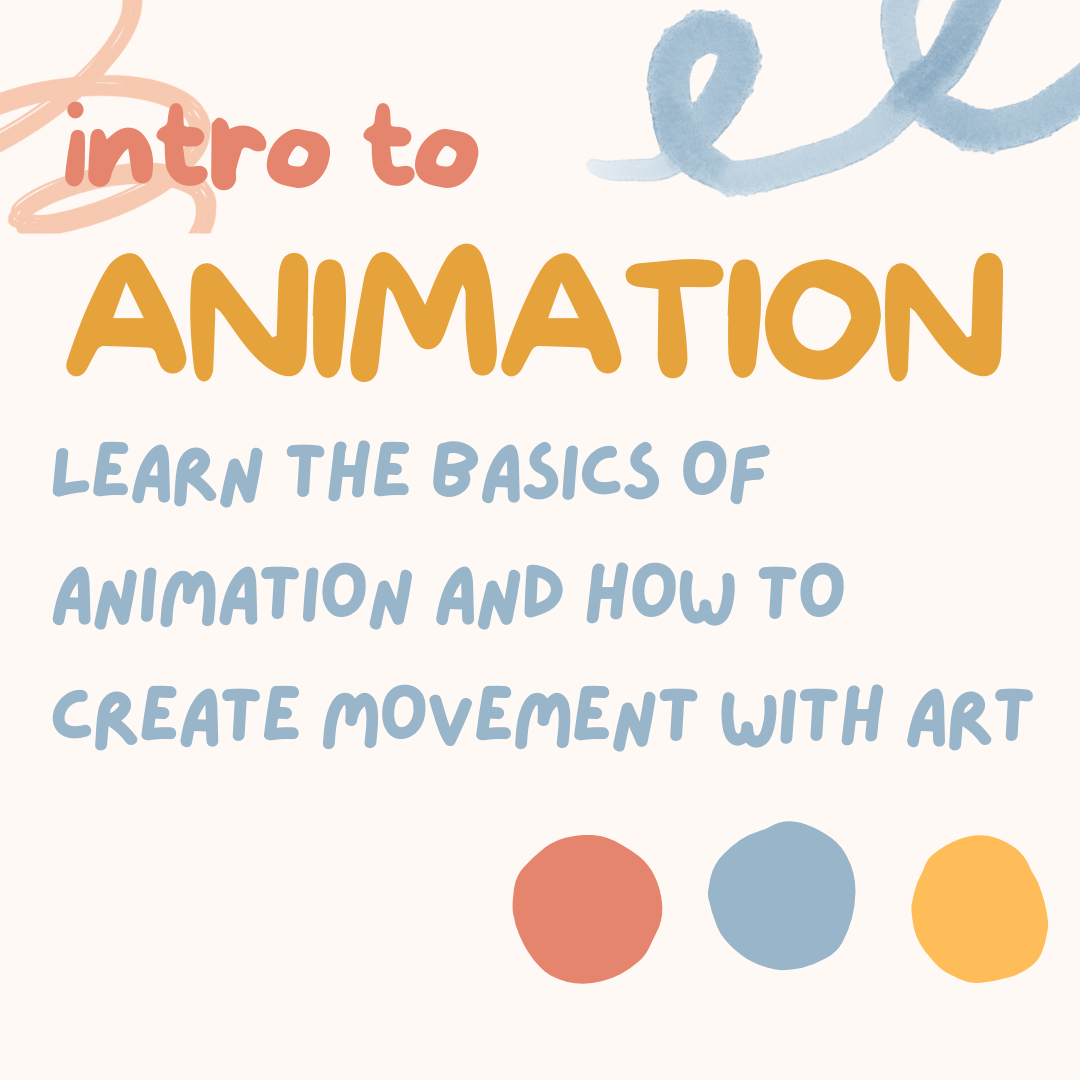 intro to
ANIMATION
LEARN THE BASICS OF
ANIMATION AND HOW TO
CREATE MOVEMENT WITH ART